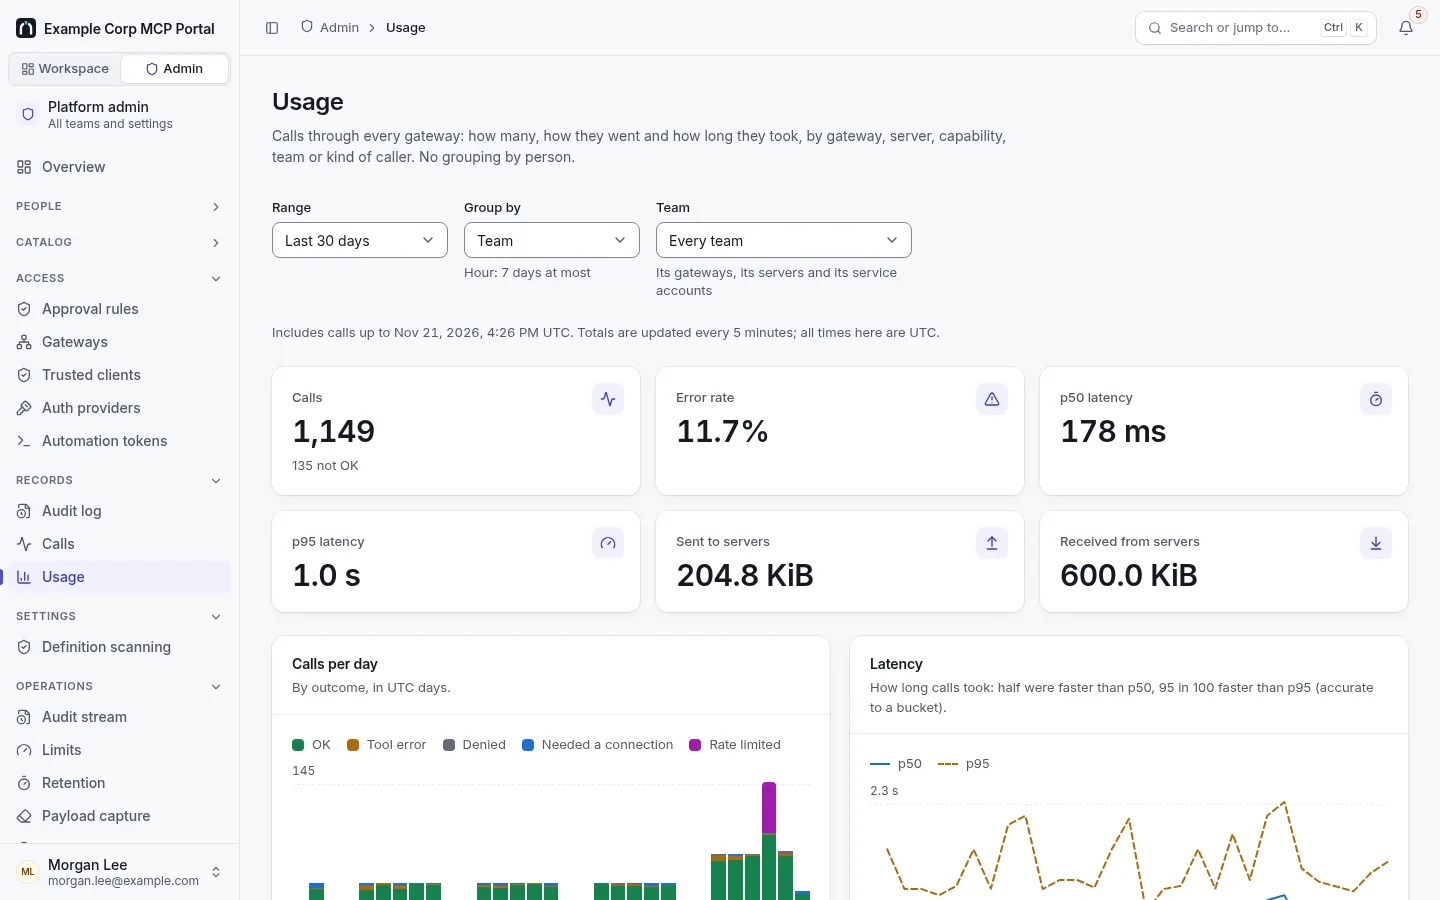 Example Corp MCP Portal
Workspace
Admin
Platform admin
All teams and settings
Overview
PEOPLE
CATALOG
ACCESS
Approval rules
Gateways
Trusted clients
Auth providers
Automation tokens
RECORDS
Audit log
Calls
Usage
SETTINGS
Definition scanning
OPERATIONS
Audit stream
Limits
Retention
Payload capture
ML
Morgan Lee
morgan.lee@example.com
Admin
Usage
Search or jump to...
Ctrl
K
5
Usage
Calls through every gateway: how many, how they went and how long they took, by gateway, server, capability,
team or kind of caller. No grouping by person.
Range
Last 30 days
Group by
Team
Hour: 7 days at most
Team
Every team
Its gateways, its servers and its service
accounts
Includes calls up to Nov 21, 2026, 4:26 PM UTC. Totals are updated every 5 minutes; all times here are UTC.
Calls
1,149
135 not OK
Error rate
11.7%
p50 latency
178 ms
p95 latency
1.0 s
Sent to servers
204.8 KiB
Received from servers
600.0 KiB
Calls per day
By outcome, in UTC days.
OK
Tool error
Denied
Needed a connection
Rate limited
145
Latency
How long calls took: half were faster than p50, 95 in 100 faster than p95 (accurate
to a bucket).
p50
p95
2.3 s